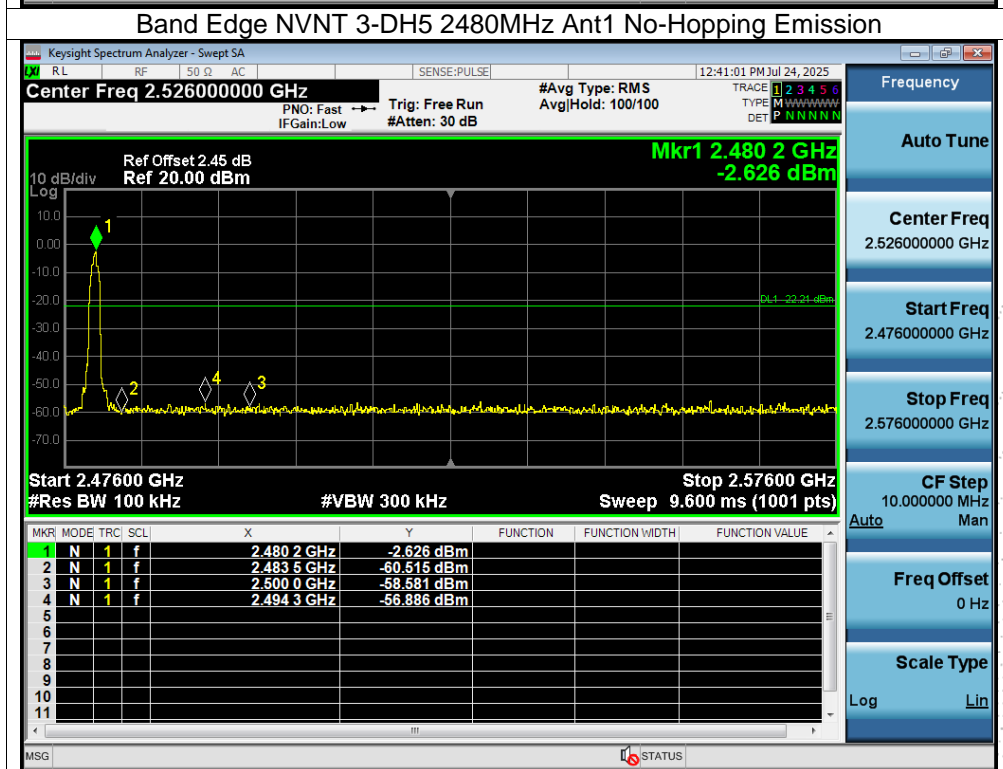 Band Edge NVNT 3-DH5 2480MHz Ant1 No-Hopping Emission
Keysight Spectrum Analyzer - Swept SA
LXI RL RF 50 Ω AC SENSE:PULSE 12:41:01 PM Jul 24, 2025
Center Freq 2.526000000 GHz
PNO: Fast
IFGain:Low
Trig: Free Run
#Atten: 30 dB
#Avg Type: RMS
Avg|Hold: 100/100
TRACE 1 2 3 4 5 6
TYPE M WWWWW
DET P N N N N N
Frequency
Auto Tune
Center Freq
2.526000000 GHz
Start Freq
2.476000000 GHz
Stop Freq
2.576000000 GHz
CF Step
10.000000 MHz
Auto Man
Freq Offset
0 Hz
Scale Type
Log Lin
Mkr1 2.480 2 GHz
-2.626 dBm
Ref Offset 2.45 dB
10 dB/div Ref 20.00 dBm
Log
10.0
0.00
-10.0
-20.0
-30.0
-40.0
-50.0
-60.0
-70.0
1
DL1 -22.21 dBm
2
4
3
Start 2.47600 GHz Stop 2.57600 GHz
#Res BW 100 kHz #VBW 300 kHz Sweep 9.600 ms (1001 pts)
MKR MODE TRC SCL X Y FUNCTION FUNCTION WIDTH FUNCTION VALUE
1 N 1 f 2.480 2 GHz -2.626 dBm
2 N 1 f 2.483 5 GHz -60.515 dBm
3 N 1 f 2.500 0 GHz -58.581 dBm
4 N 1 f 2.494 3 GHz -56.886 dBm
5
6
7
8
9
10
11
MSG STATUS